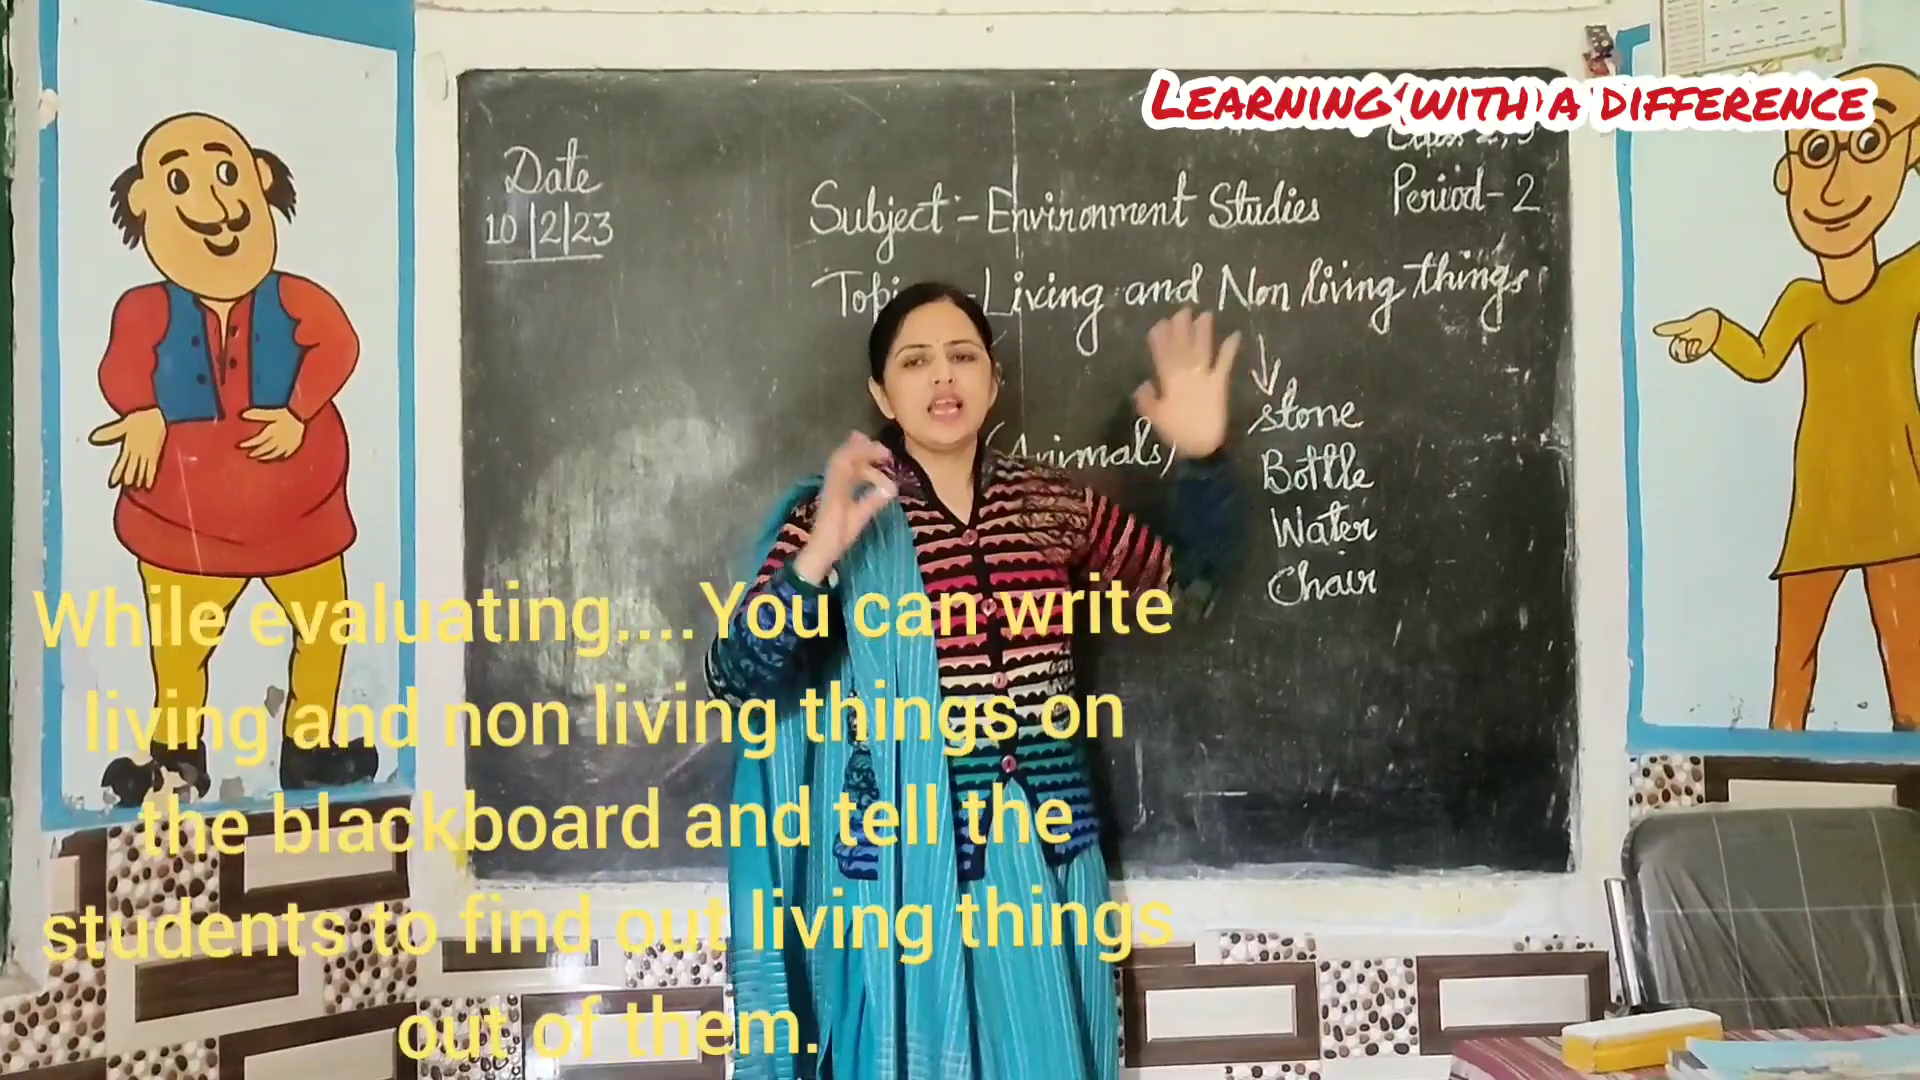 LEARNING WITH A DIFFERENCE
Date
10/2/23
Period-2
Subject:- Environment Studies
Living and Non living things
(Animals)
stone
Bottle
Water
Chair
While evaluating....You can write
living and non living things on
the blackboard and tell the
students to find out living things
out of them.